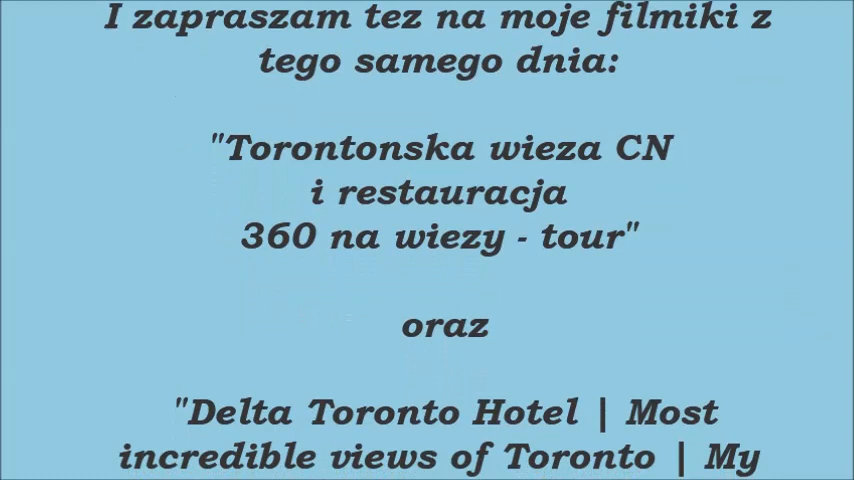 I zapraszam tez na moje filmiki z
tego samego dnia:
"Torontonska wieza CN
i restauracja
360 na wiezy - tour"
oraz
"Delta Toronto Hotel | Most
incredible views of Toronto | My